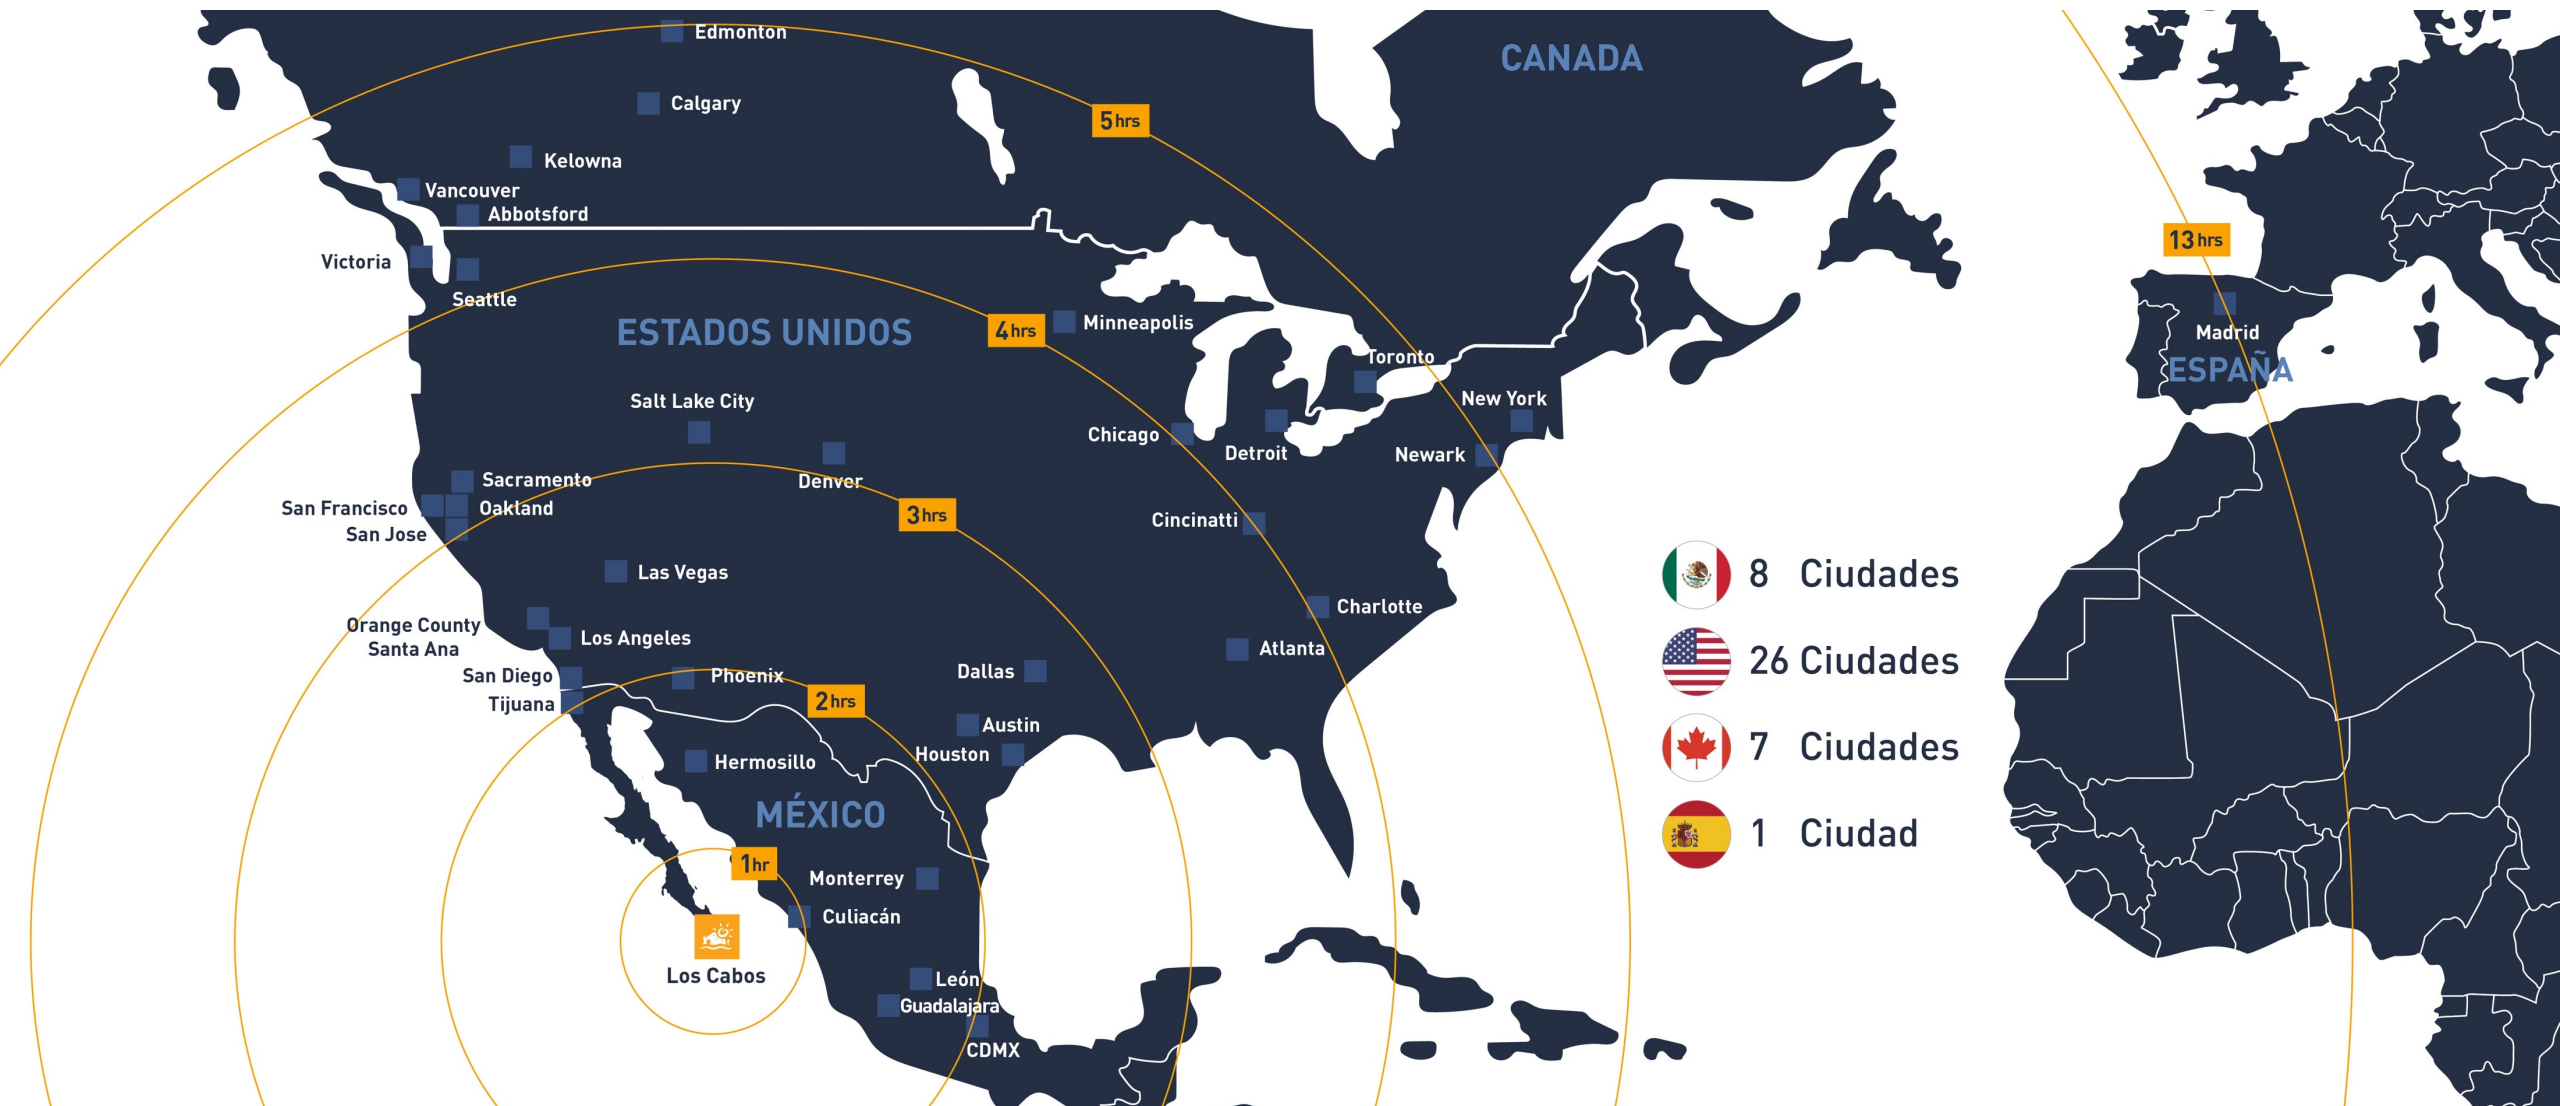 Edmonton
CANADA
Calgary
5hrs
Kelowna
Vancouver
Abbotsford
13hrs
Victoria
Seattle
ESTADOS UNIDOS
4hrs
Minneapolis
Madrid
Toronto
ESPAÑA
Salt Lake City
New York
Chicago
Detroit
Newark
Sacramento
Denver
San Francisco
Oakland
3hrs
San Jose
Cincinatti
Las Vegas
8 Ciudades
Orange County
Santa Ana
Los Angeles
Charlotte
Atlanta
26 Ciudades
San Diego
Phoenix
Dallas
Tijuana
2hrs
Austin
Houston
Hermosillo
7 Ciudades
MÉXICO
1 Ciudad
1hr
Monterrey
Culiacán
Los Cabos
León
Guadalajara
CDMX